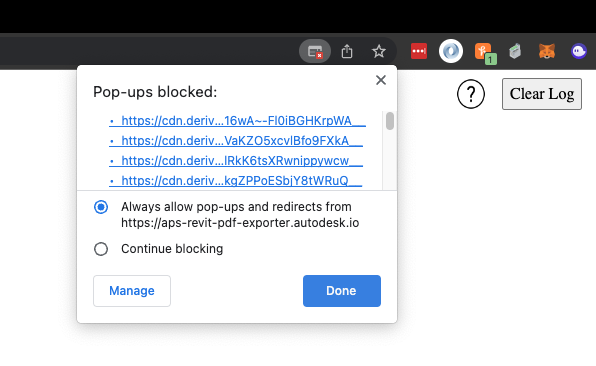 1
Pop-ups blocked:
? Clear Log
• https://cdn.deriv...16wA~-Fl0iBGHKrpWA__
• https://cdn.deriv...VaKZO5xcvlBfo9FXkA__
• https://cdn.deriv...lRkK6tsXRwnippywcw__
• https://cdn.deriv...kgZPPoESbjY8tWRuQ__
Always allow pop-ups and redirects from
https://aps-revit-pdf-exporter.autodesk.io
Continue blocking
Manage
Done